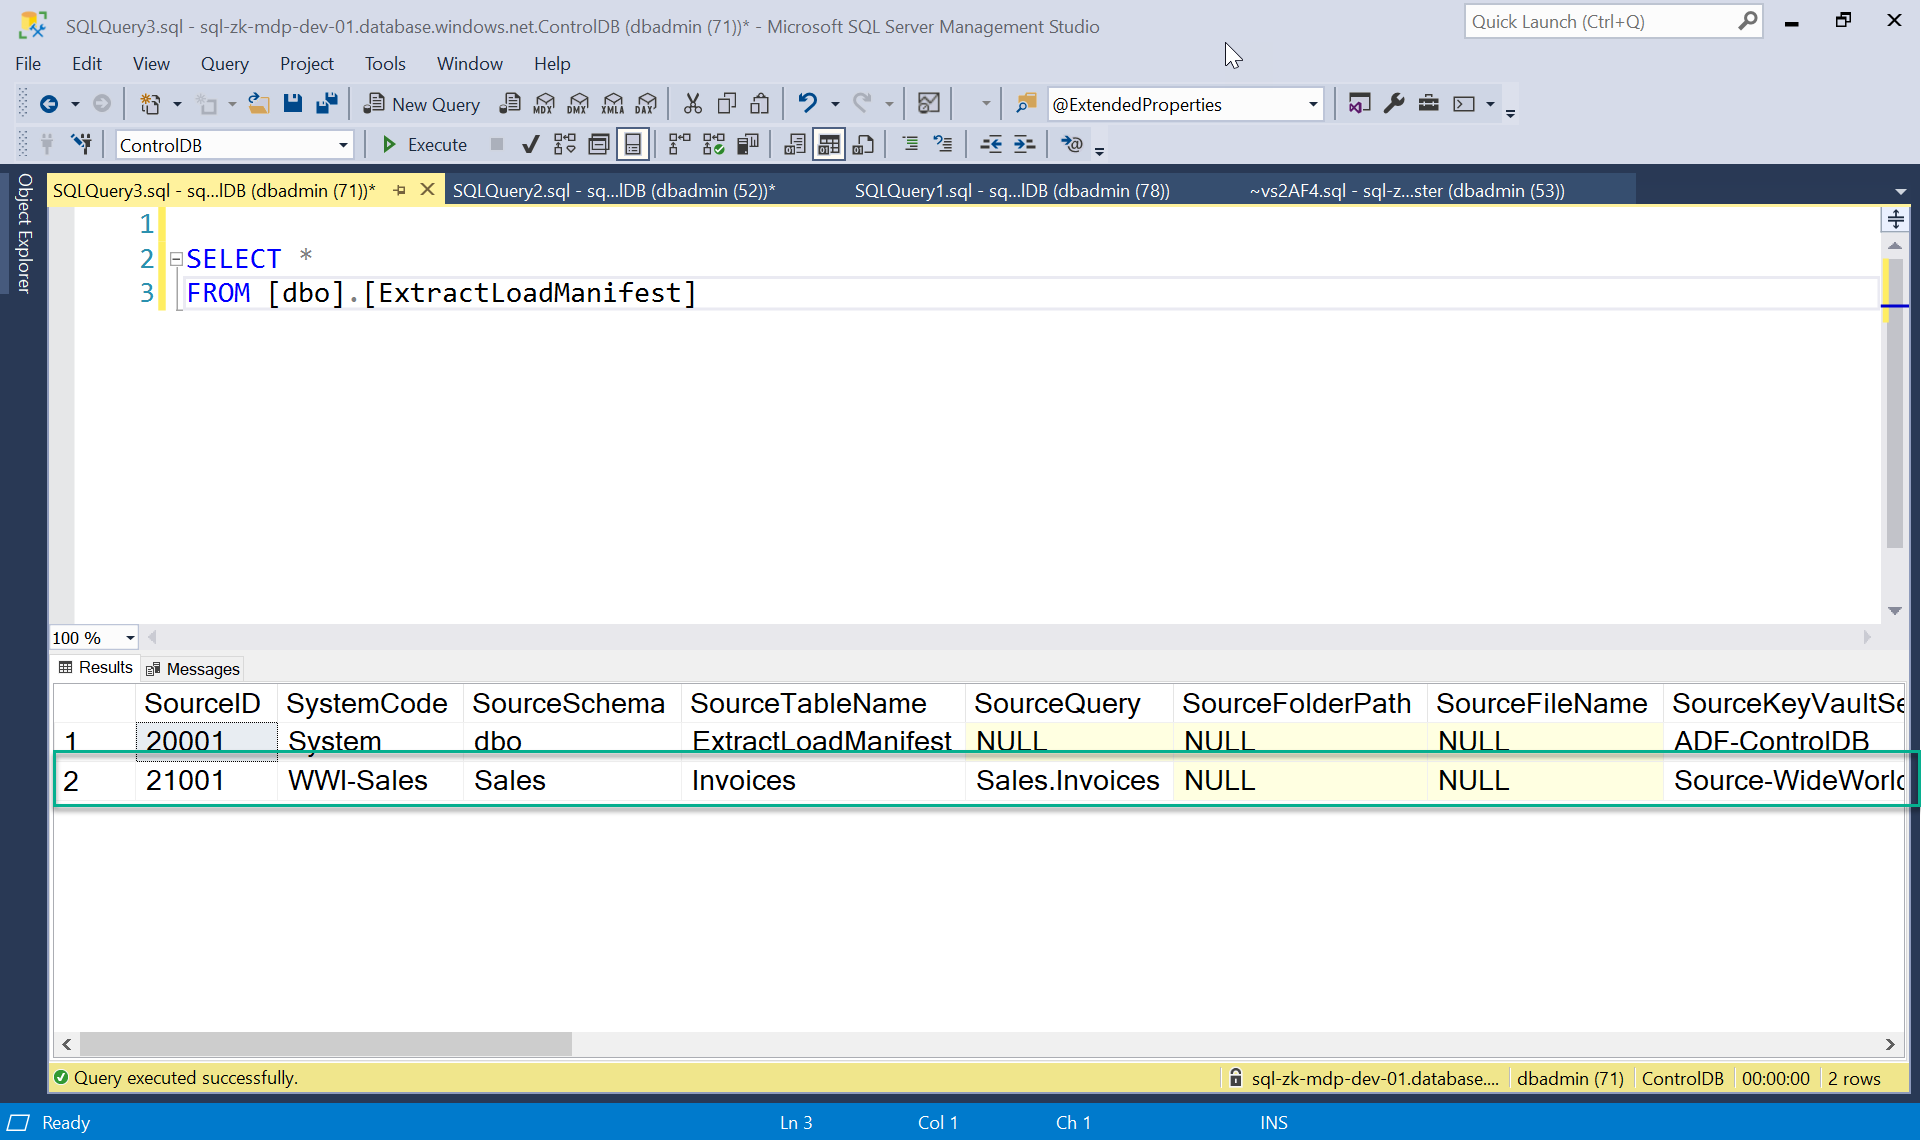 SQLQuery3.sql - sql-zk-mdp-dev-01.database.windows.net.ControlDB (dbadmin (71))* - Microsoft SQL Server Management Studio
Quick Launch (Ctrl+Q)
File Edit View Query Project Tools Window Help
New Query MDX DMX XMLA DAX @ExtendedProperties
ControlDB Execute
Object Explorer
SQLQuery3.sql - sq...lDB (dbadmin (71))* SQLQuery2.sql - sq...lDB (dbadmin (52))* SQLQuery1.sql - sq...lDB (dbadmin (78)) ~vs2AF4.sql - sql-z...ster (dbadmin (53))
1
2 SELECT *
3 FROM [dbo].[ExtractLoadManifest]
100 %
Results Messages
SourceID SystemCode SourceSchema SourceTableName SourceQuery SourceFolderPath SourceFileName SourceKeyVaultSe
1 20001 System dbo ExtractLoadManifest NULL NULL NULL ADF-ControlDB
2 21001 WWI-Sales Sales Invoices Sales.Invoices NULL NULL Source-WideWorld
Query executed successfully. sql-zk-mdp-dev-01.database.... dbadmin (71) ControlDB 00:00:00 2 rows
Ready Ln 3 Col 1 Ch 1 INS